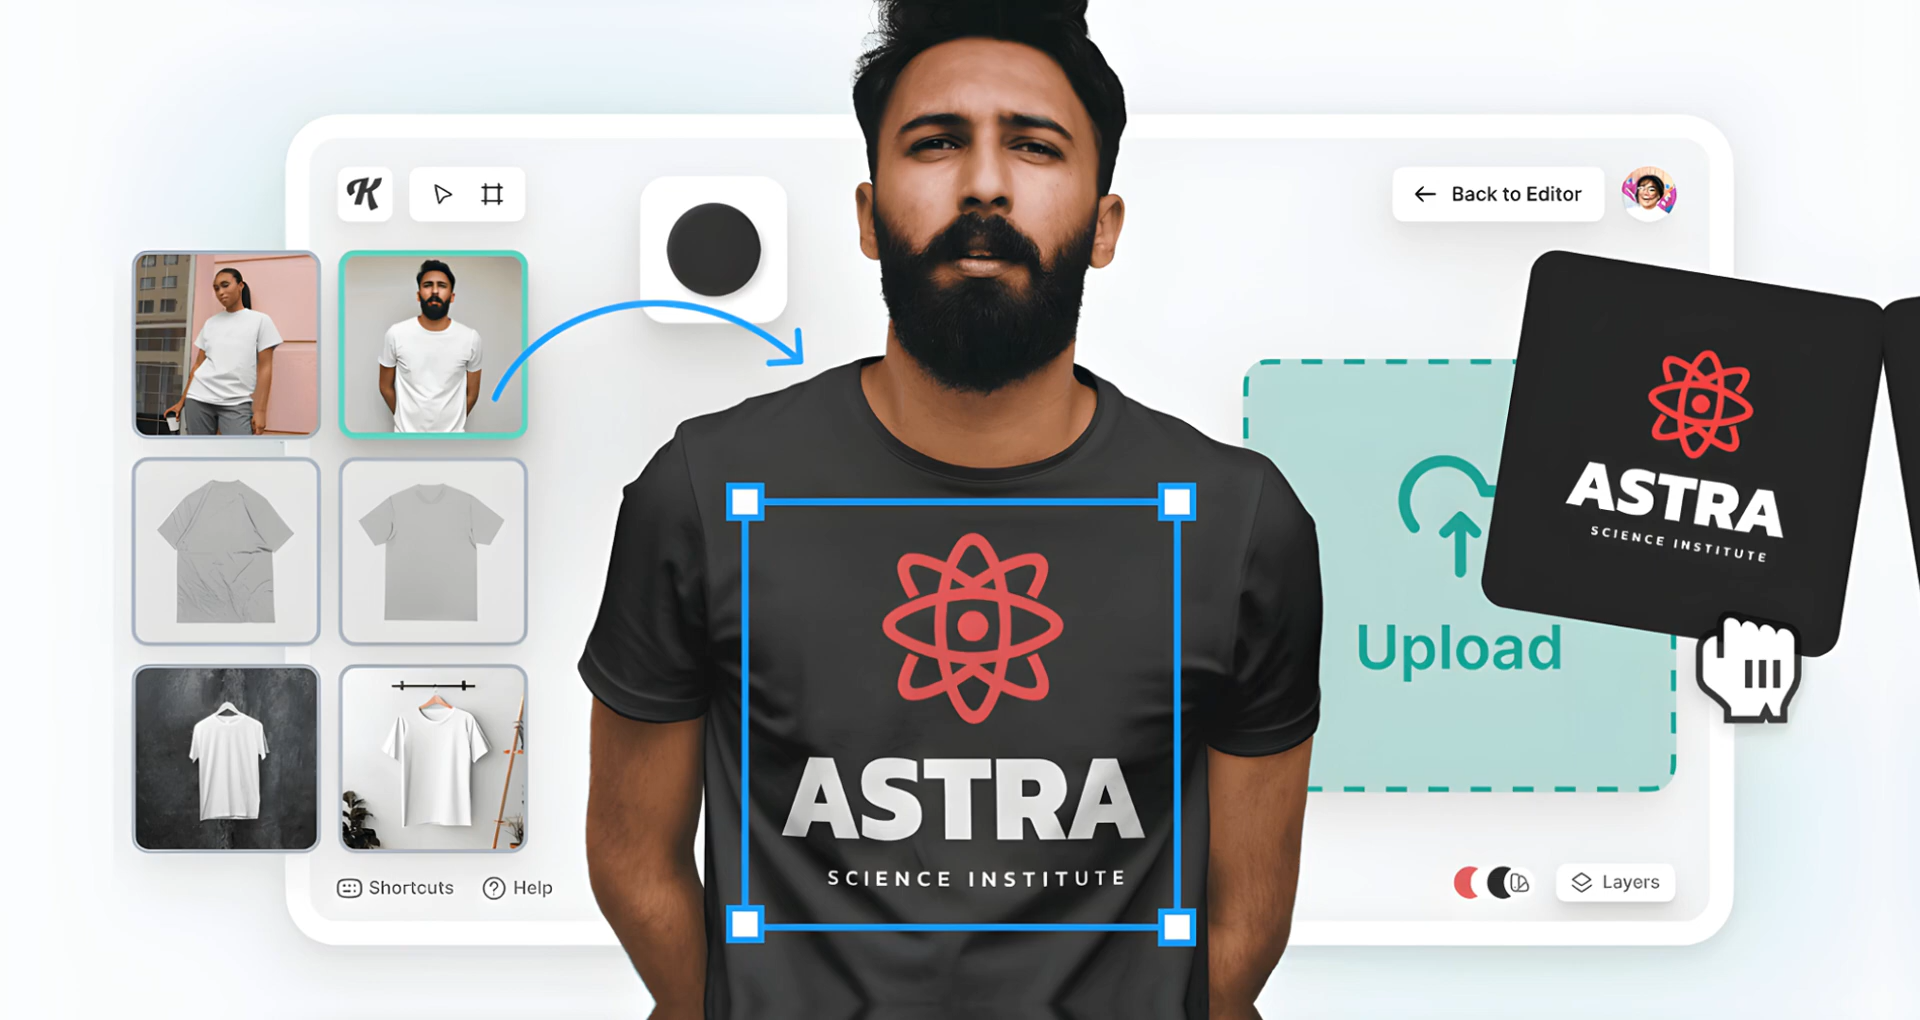 K
Back to Editor
ASTRA
SCIENCE INSTITUTE
Upload
ASTRA
SCIENCE INSTITUTE
Shortcuts
Help
Layers